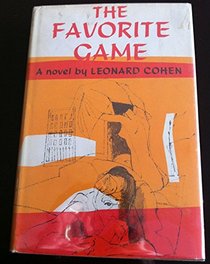 THE
FAVORITE
GAME
A novel by LEONARD COHEN